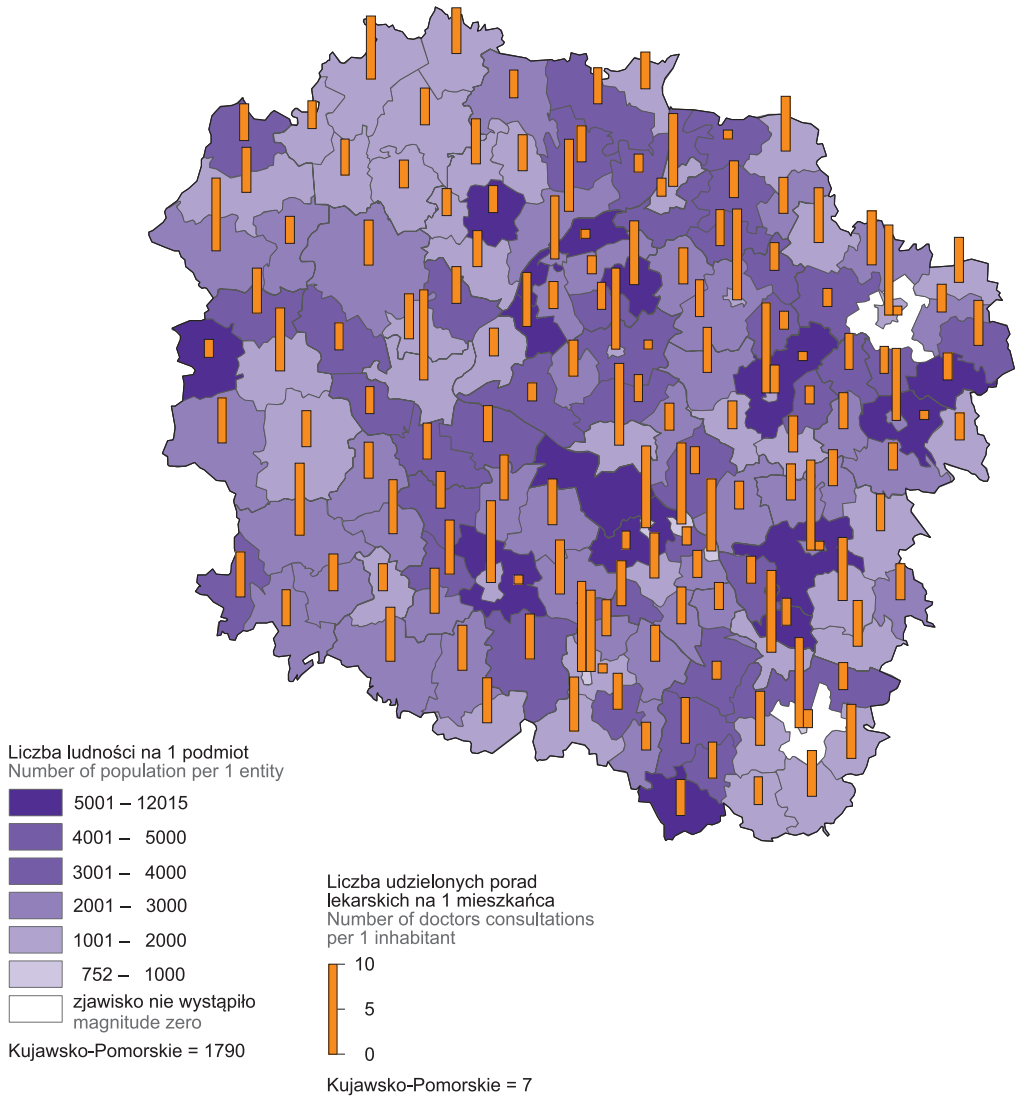 Liczba ludności na 1 podmiot
Number of population per 1 entity
5001 – 12015
4001 – 5000
3001 – 4000
2001 – 3000
1001 – 2000
752 – 1000
zjawisko nie wystąpiło
magnitude zero
Kujawsko-Pomorskie = 1790
Liczba udzielonych porad
lekarskich na 1 mieszkańca
Number of doctors consultations
per 1 inhabitant
10
5
0
Kujawsko-Pomorskie = 7